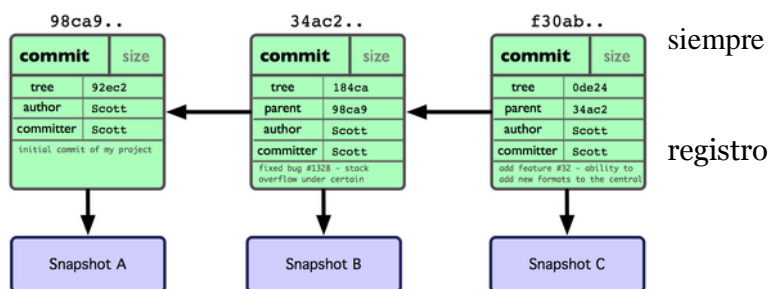 98ca9..
commit size
tree 92ec2
author Scott
committer Scott
initial commit of my project
Snapshot A
34ac2..
commit size
tree 184ca
parent 98ca9
author Scott
committer Scott
fixed bug #1328 - stack
overflow under certain
Snapshot B
f30ab..
commit size
tree 0de24
parent 34ac2
author Scott
committer Scott
add feature #32 - ability to
add new formats to the central
Snapshot C
siempre
registro